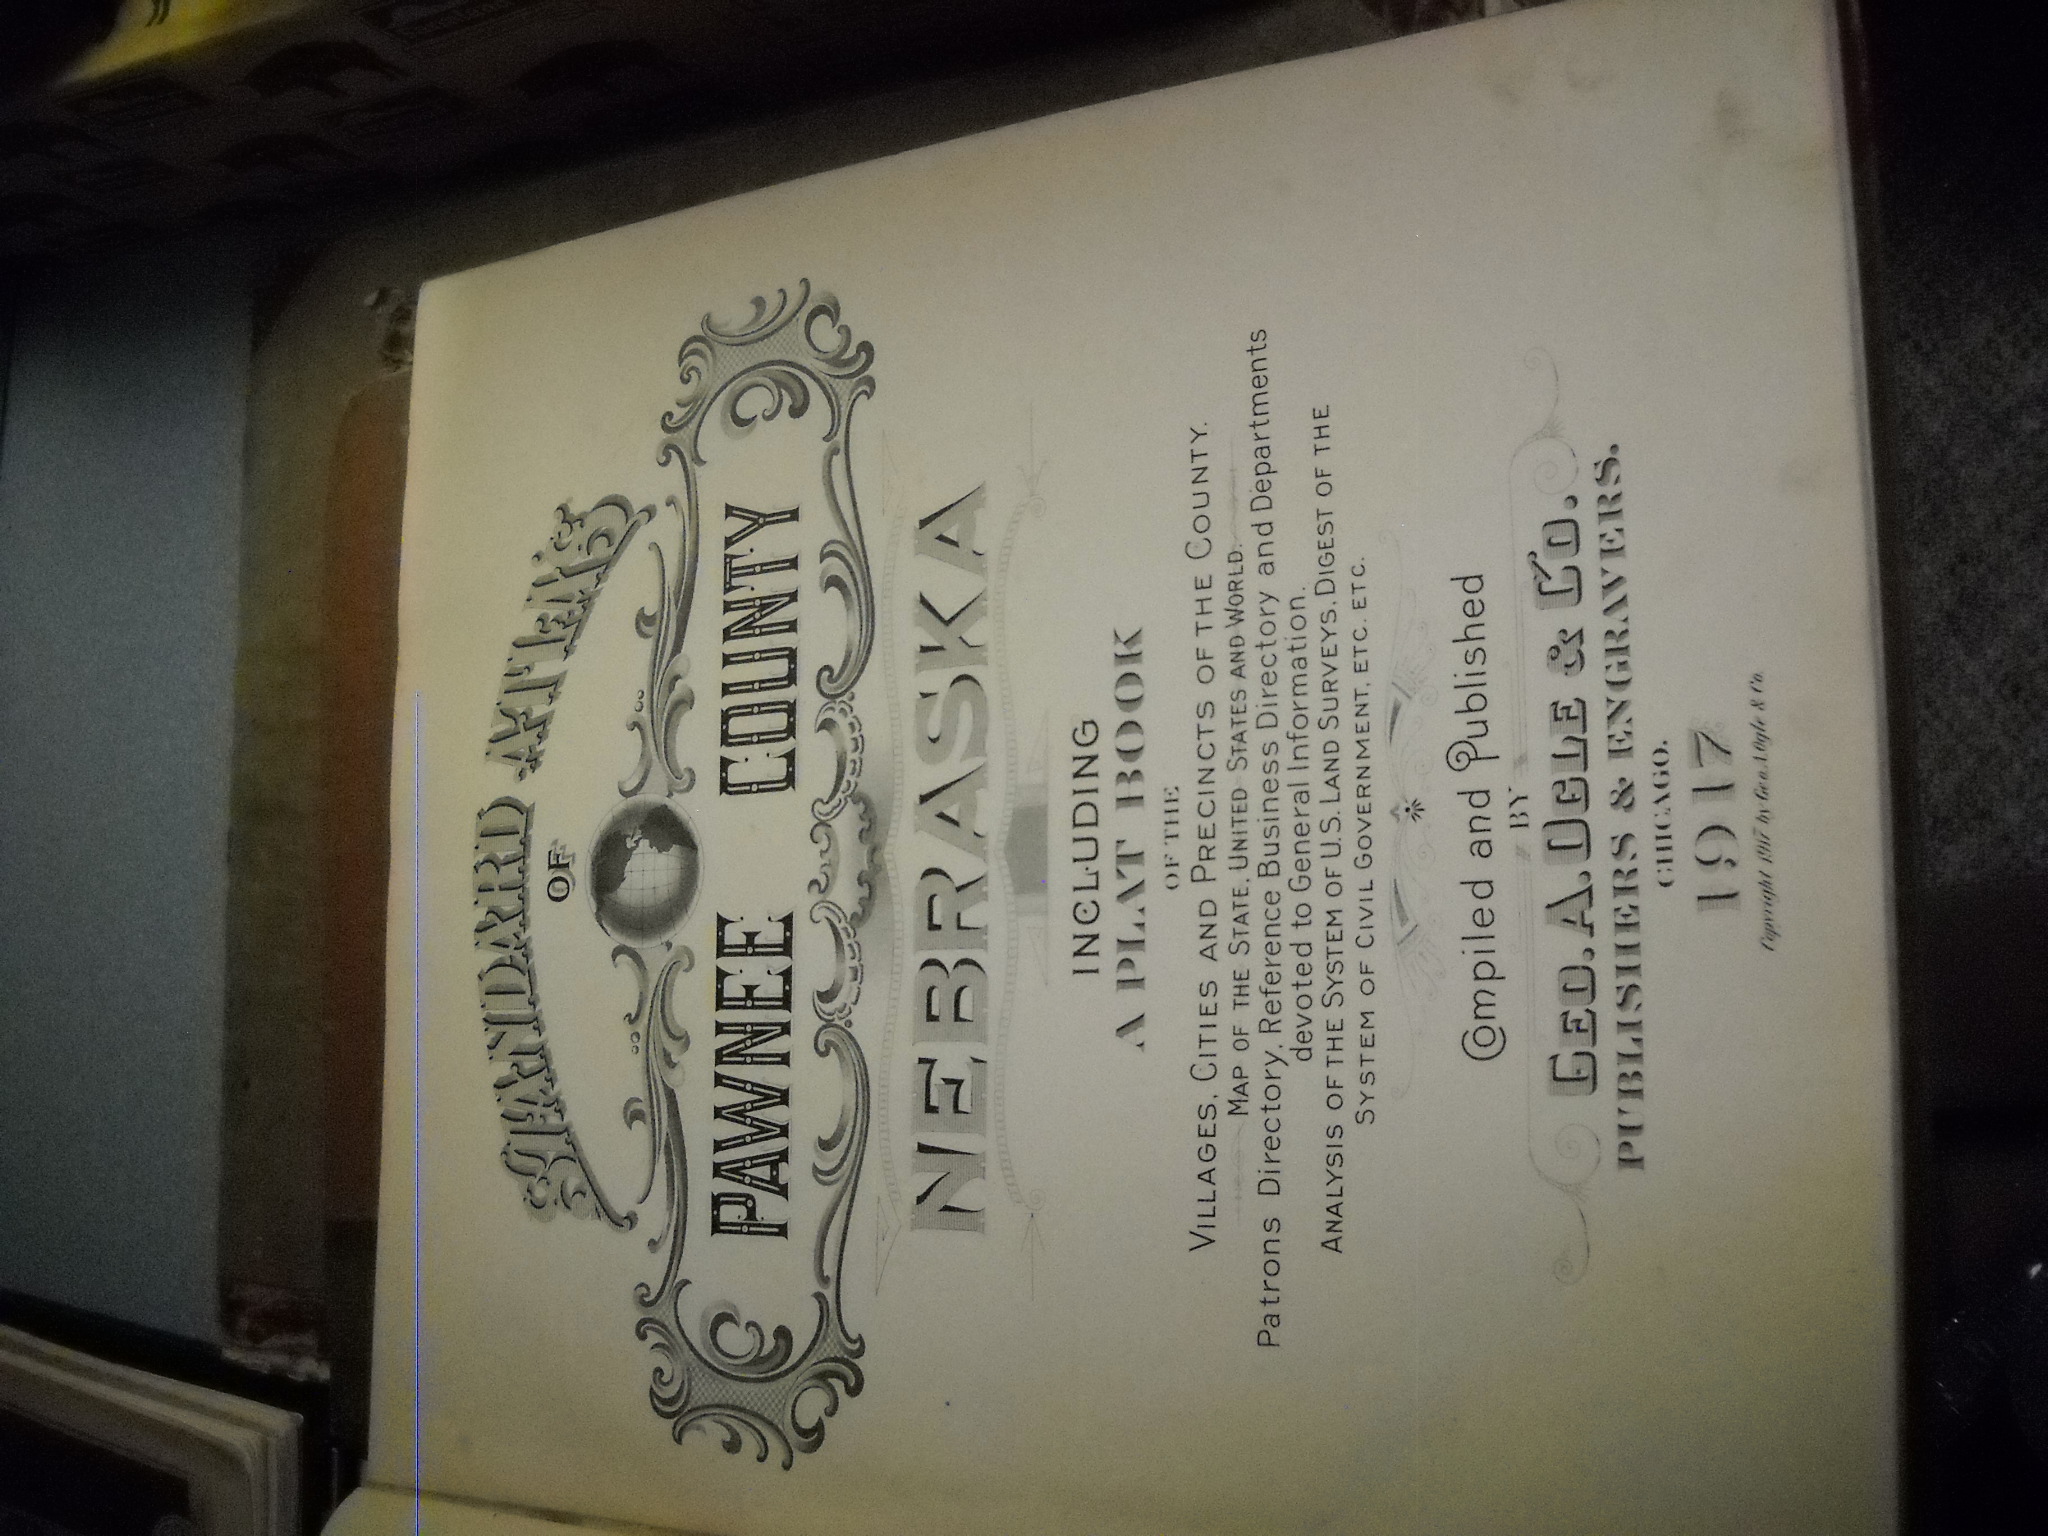 STANDARD ATLAS
OF
PAWNEE COUNTY
NEBRASKA
INCLUDING
A PLAT BOOK
OF THE
VILLAGES, CITIES AND PRECINCTS OF THE COUNTY.
MAP OF THE STATE, UNITED STATES AND WORLD.
Patrons Directory, Reference Business Directory and Departments
devoted to General Information.
ANALYSIS OF THE SYSTEM OF U.S. LAND SURVEYS, DIGEST OF THE
SYSTEM OF CIVIL GOVERNMENT, ETC. ETC.
Compiled and Published
BY
GEO. A. OGLE & CO.
PUBLISHERS & ENGRAVERS.
CHICAGO.
1917
Copyright 1917 by Geo. A. Ogle & Co.